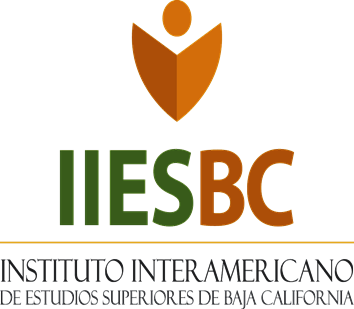 IIESBC
INSTITUTO INTERAMERICANO
DE ESTUDIOS SUPERIORES DE BAJA CALIFORNIA